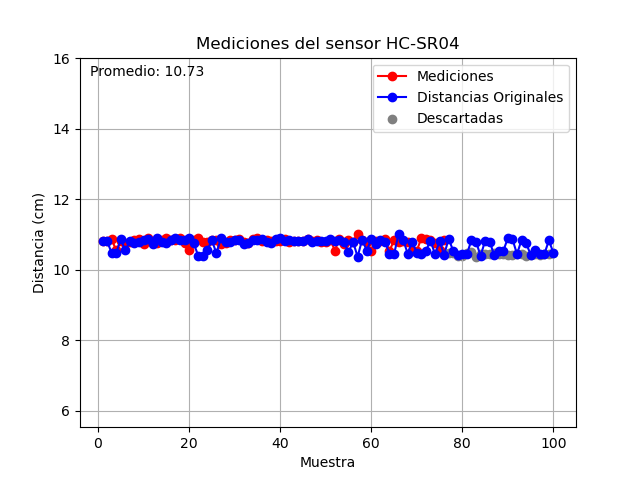 Mediciones del sensor HC-SR04
Promedio: 10.73
Mediciones
Distancias Originales
Descartadas
Distancia (cm)
16
14
12
10
8
6
0 20 40 60 80 100
Muestra